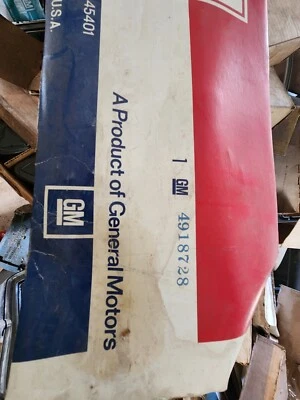 45401
U.S.A.
GM
A Product of General Motors
1 GM 4918728